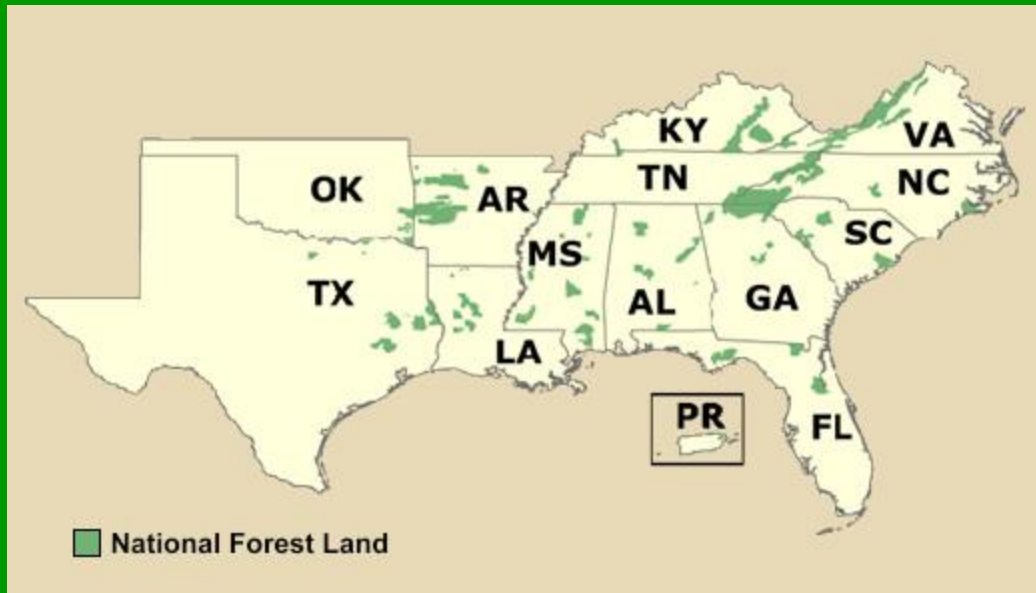 KY
VA
TN
NC
OK
AR
SC
MS
TX
AL
GA
LA
PR
FL
National Forest Land